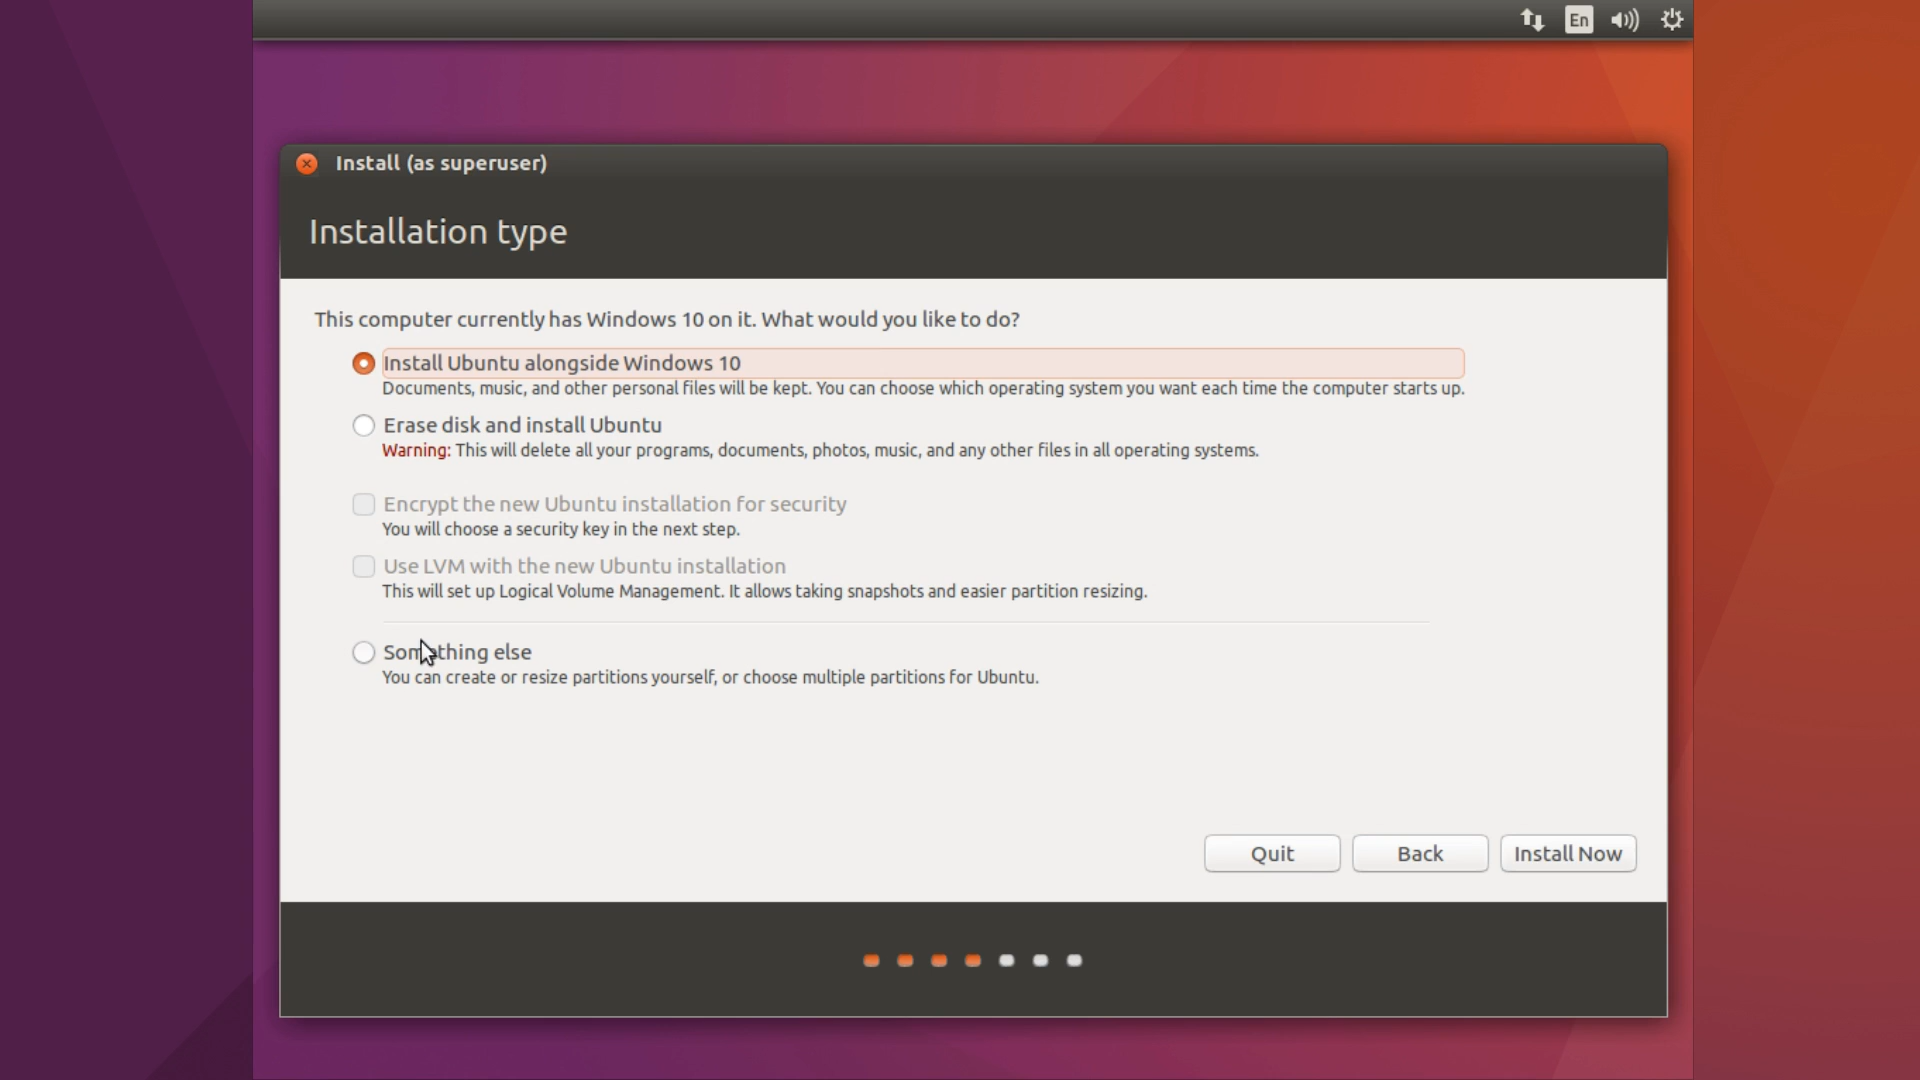 En
Install (as superuser)
Installation type
This computer currently has Windows 10 on it. What would you like to do?
Install Ubuntu alongside Windows 10
Documents, music, and other personal files will be kept. You can choose which operating system you want each time the computer starts up.
Erase disk and install Ubuntu
Warning: This will delete all your programs, documents, photos, music, and any other files in all operating systems.
Encrypt the new Ubuntu installation for security
You will choose a security key in the next step.
Use LVM with the new Ubuntu installation
This will set up Logical Volume Management. It allows taking snapshots and easier partition resizing.
Something else
You can create or resize partitions yourself, or choose multiple partitions for Ubuntu.
Quit Back Install Now